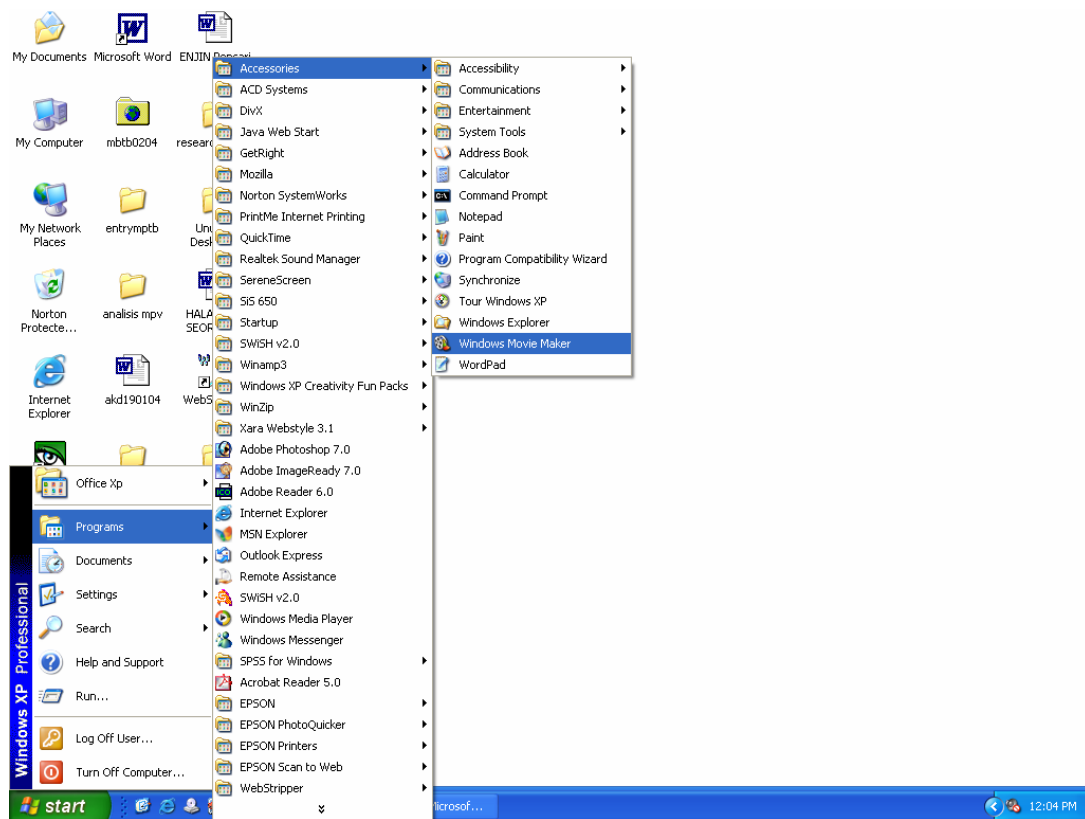 My Documents
Microsoft Word
ENJIN
My Computer
mbtb0204
My Network
Places
entrymptb
Norton
Protecte...
analisis mpv
Internet
Explorer
akd190104
Office Xp
Programs
Documents
Settings
Search
Help and Support
Run...
Log Off User...
Turn Off Computer...
Windows XP Professional
Accessories
ACD Systems
DivX
Java Web Start
GetRight
Mozilla
Norton SystemWorks
PrintMe Internet Printing
QuickTime
Realtek Sound Manager
SereneScreen
SiS 650
Startup
SWiSH v2.0
Winamp3
Windows XP Creativity Fun Packs
WinZip
Xara Webstyle 3.1
Adobe Photoshop 7.0
Adobe ImageReady 7.0
Adobe Reader 6.0
Internet Explorer
MSN Explorer
Outlook Express
Remote Assistance
SWiSH v2.0
Windows Media Player
Windows Messenger
SPSS for Windows
Acrobat Reader 5.0
EPSON
EPSON PhotoQuicker
EPSON Printers
EPSON Scan to Web
WebStripper
Accessibility
Communications
Entertainment
System Tools
Address Book
Calculator
Command Prompt
Notepad
Paint
Program Compatibility Wizard
Synchronize
Tour Windows XP
Windows Explorer
Windows Movie Maker
WordPad
start
12:04 PM